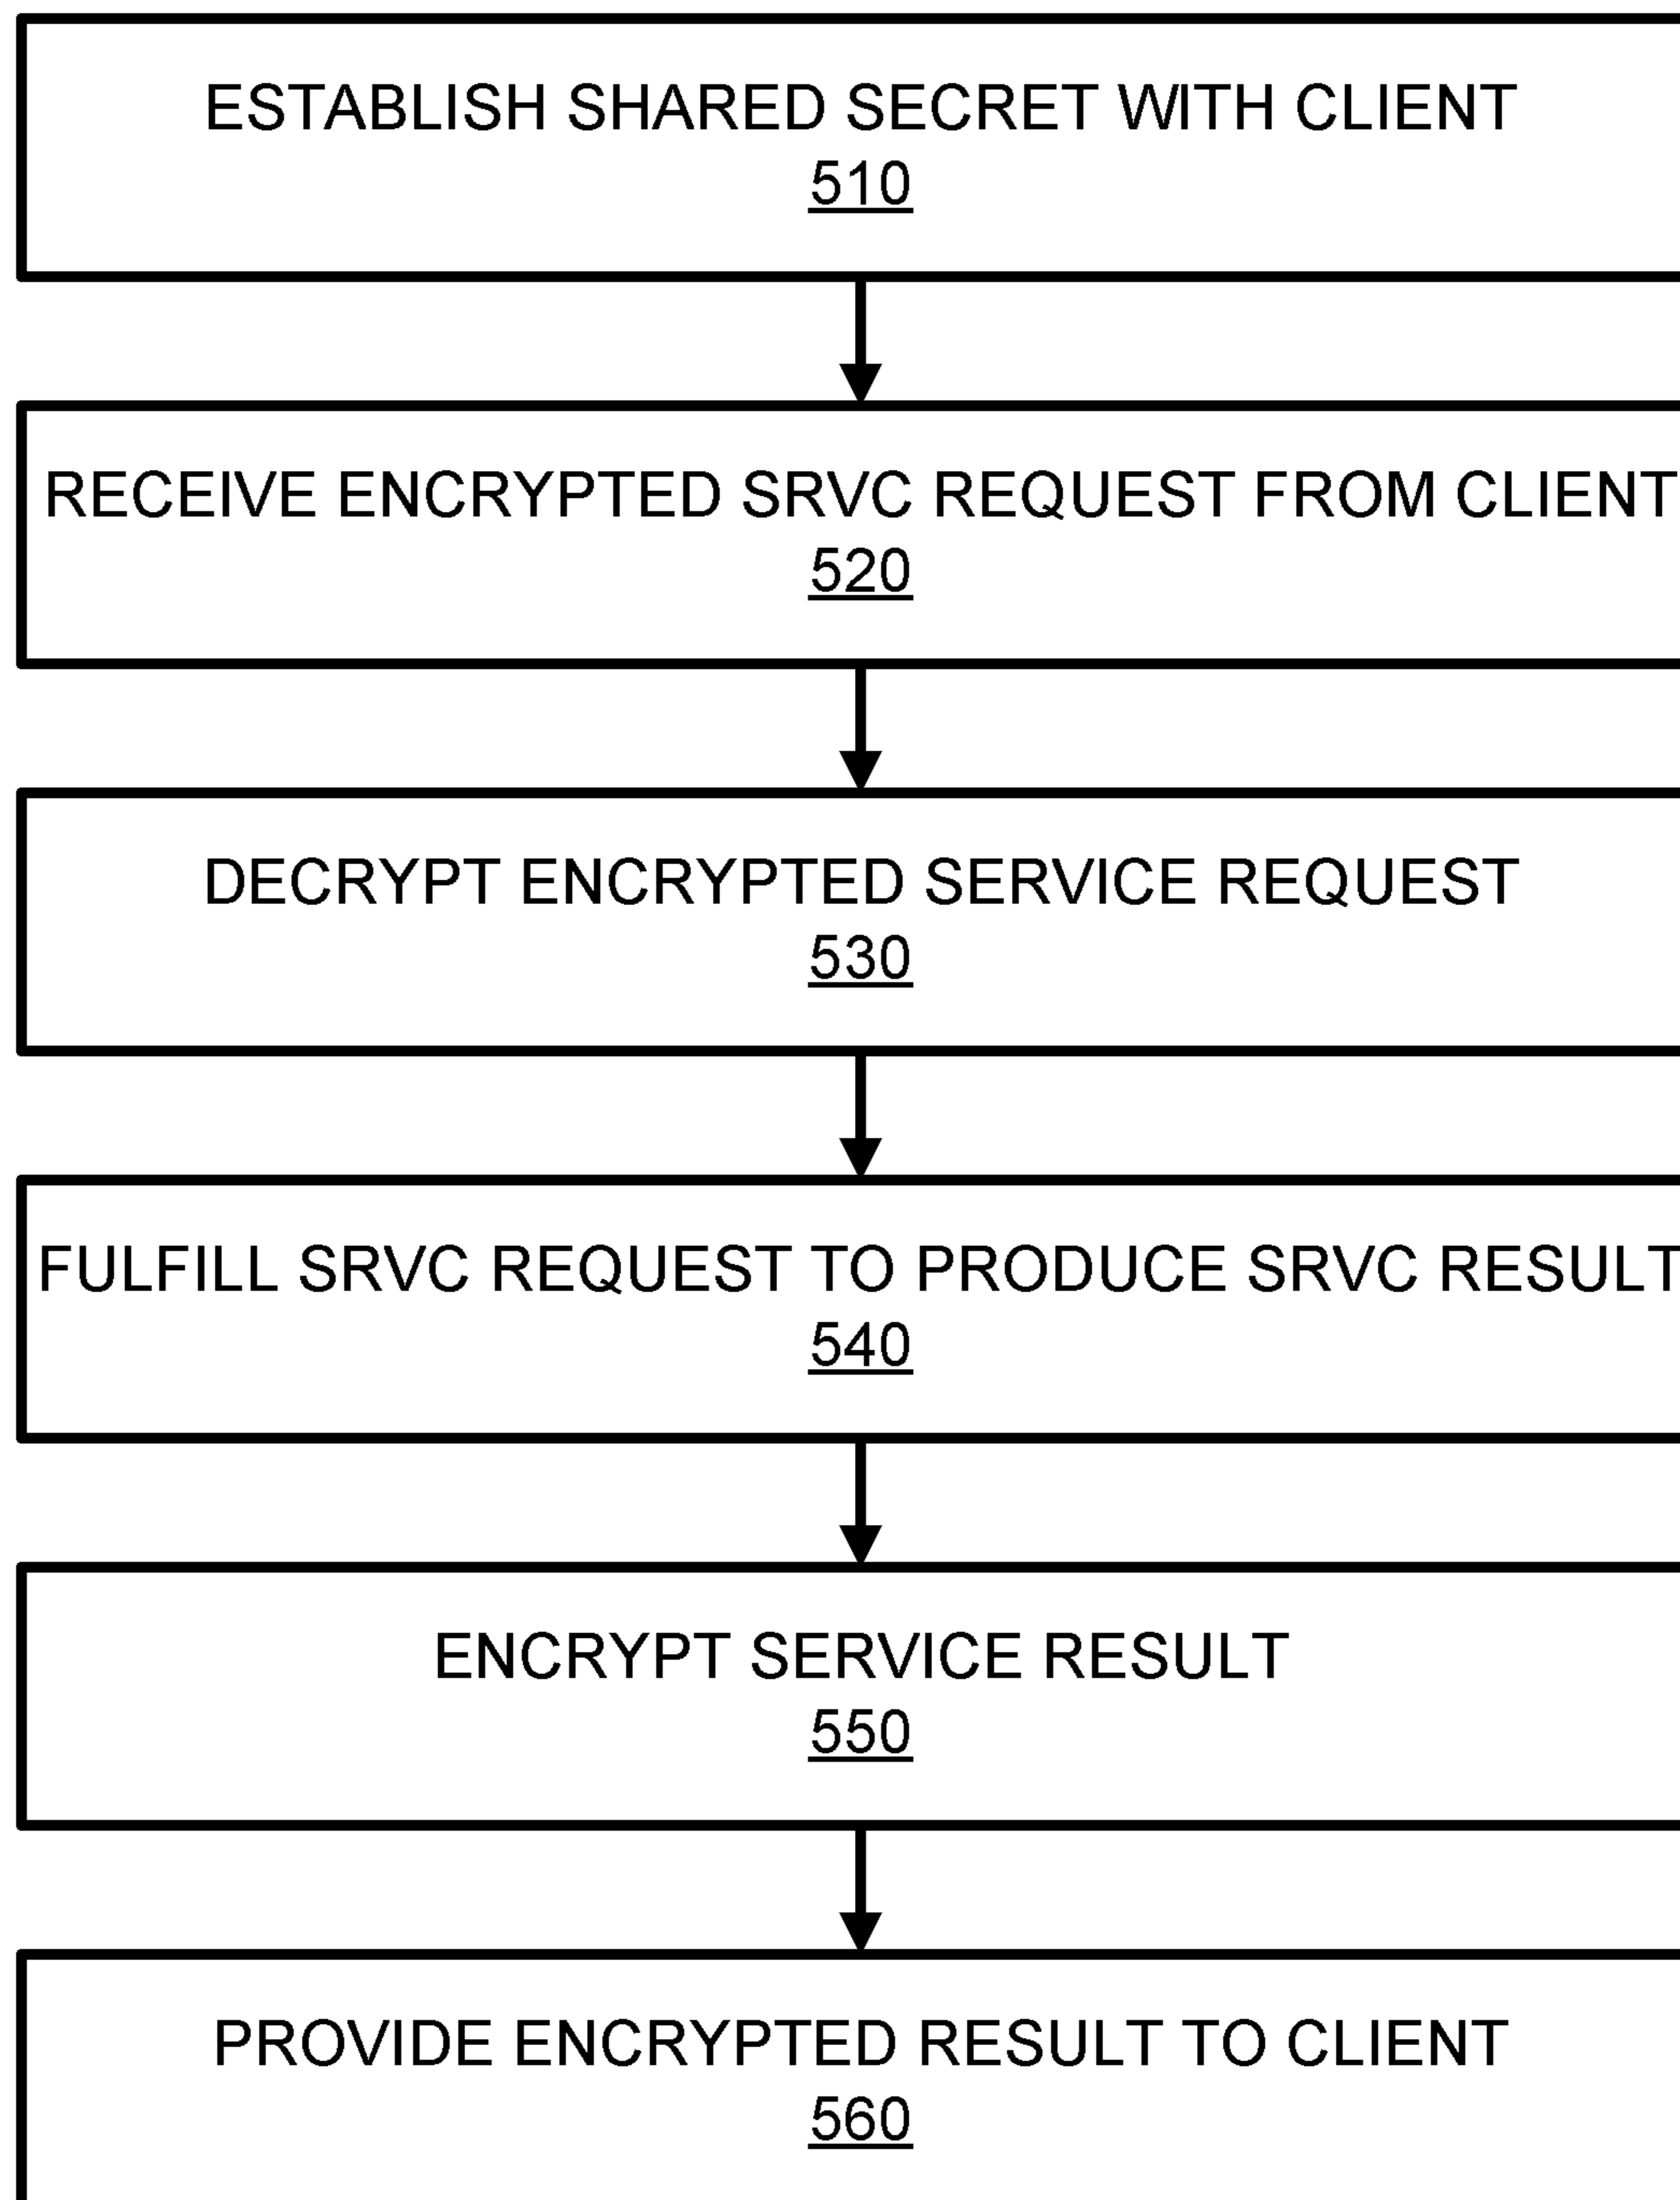 ESTABLISH SHARED SECRET WITH CLIENT
510
RECEIVE ENCRYPTED SRVC REQUEST FROM CLIENT
520
DECRYPT ENCRYPTED SERVICE REQUEST
530
FULFILL SRVC REQUEST TO PRODUCE SRVC RESULT
540
ENCRYPT SERVICE RESULT
550
PROVIDE ENCRYPTED RESULT TO CLIENT
560